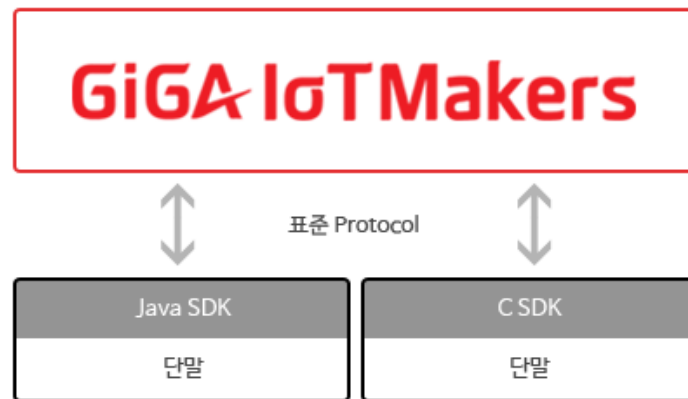 GiGA IoTMakers
표준 Protocol
Java SDK
C SDK
단말
단말